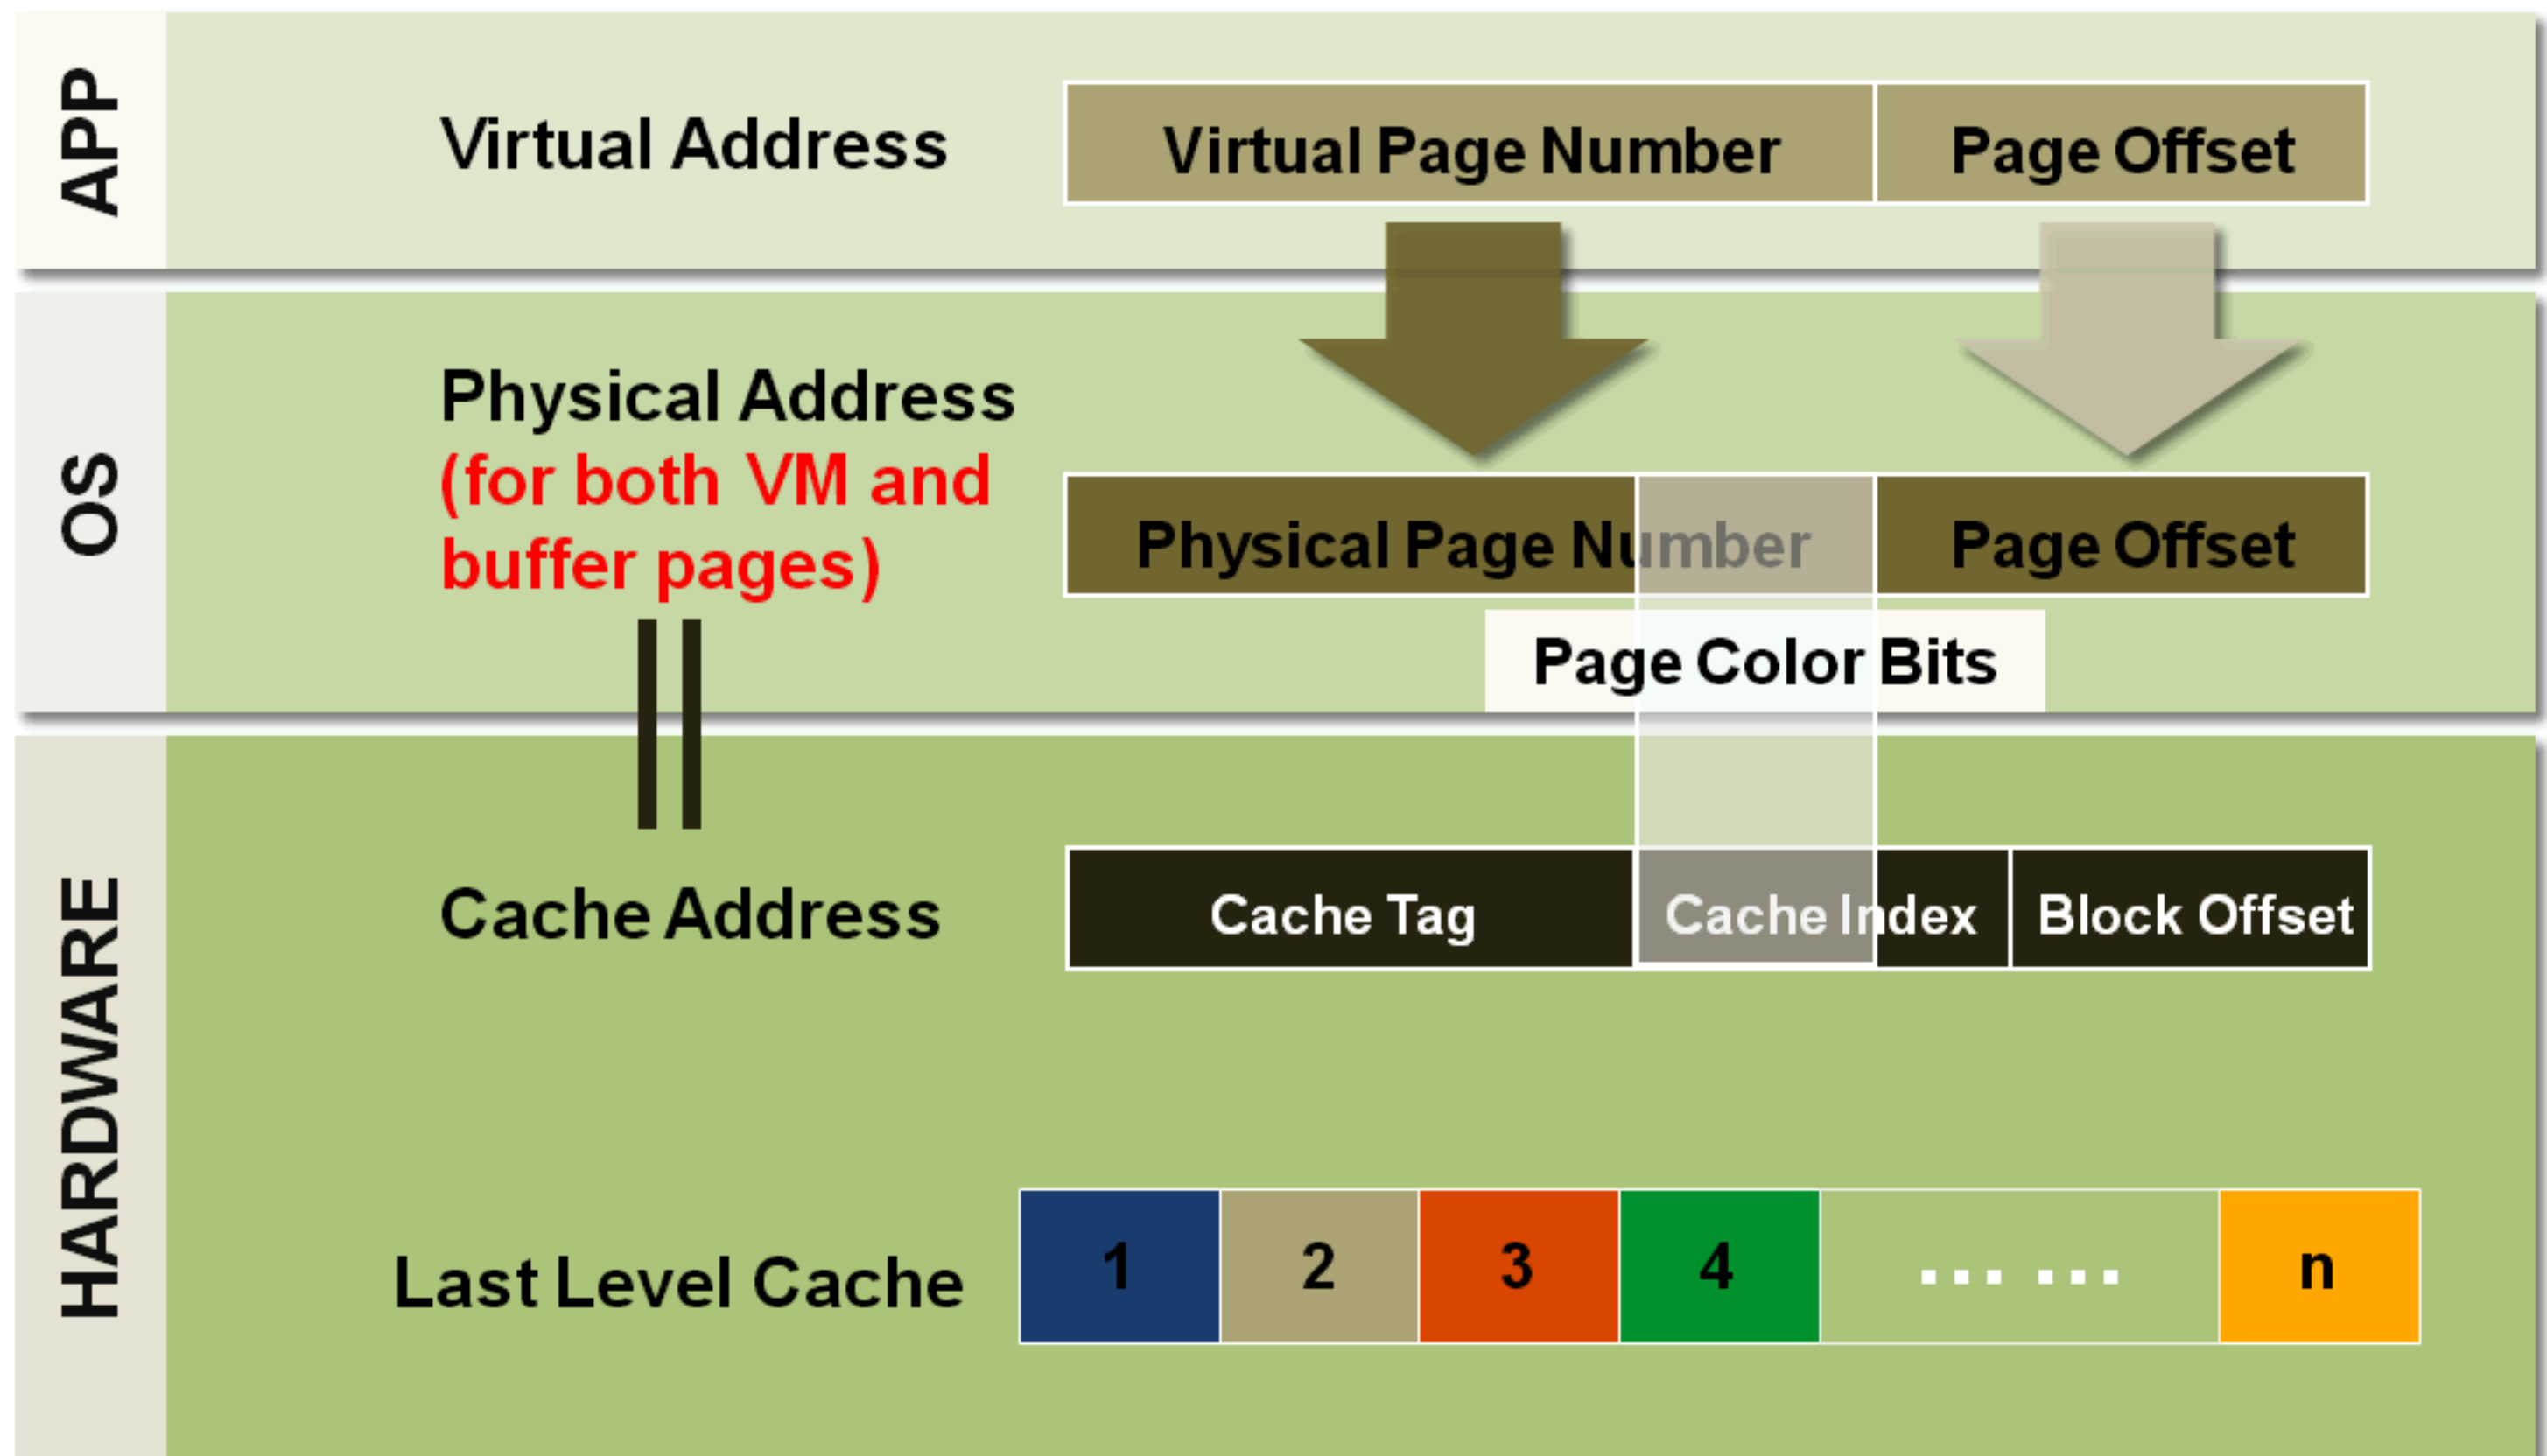 APP
Virtual Address
Virtual Page Number
Page Offset
OS
Physical Address
(for both VM and
buffer pages)
Physical Page Number
Page Offset
Page Color Bits
HARDWARE
Cache Address
Cache Tag
Cache Index
Block Offset
Last Level Cache
1
2
3
4
... ...
n